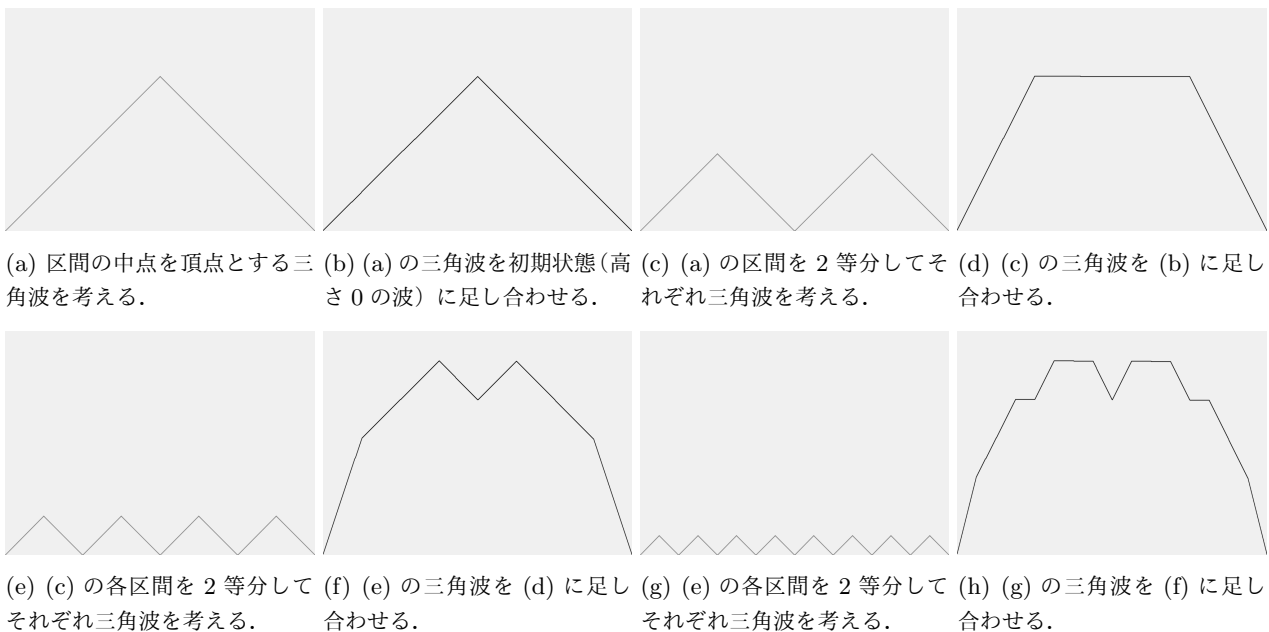 (a) 区間の中点を頂点とする三
角波を考える．
(b) (a) の三角波を初期状態（高
さ 0 の波）に足し合わせる．
(c) (a) の区間を 2 等分してそ
れぞれ三角波を考える．
(d) (c) の三角波を (b) に足し
合わせる．
(e) (c) の各区間を 2 等分して
それぞれ三角波を考える．
(f) (e) の三角波を (d) に足し
合わせる．
(g) (e) の各区間を 2 等分して
それぞれ三角波を考える．
(h) (g) の三角波を (f) に足し
合わせる．